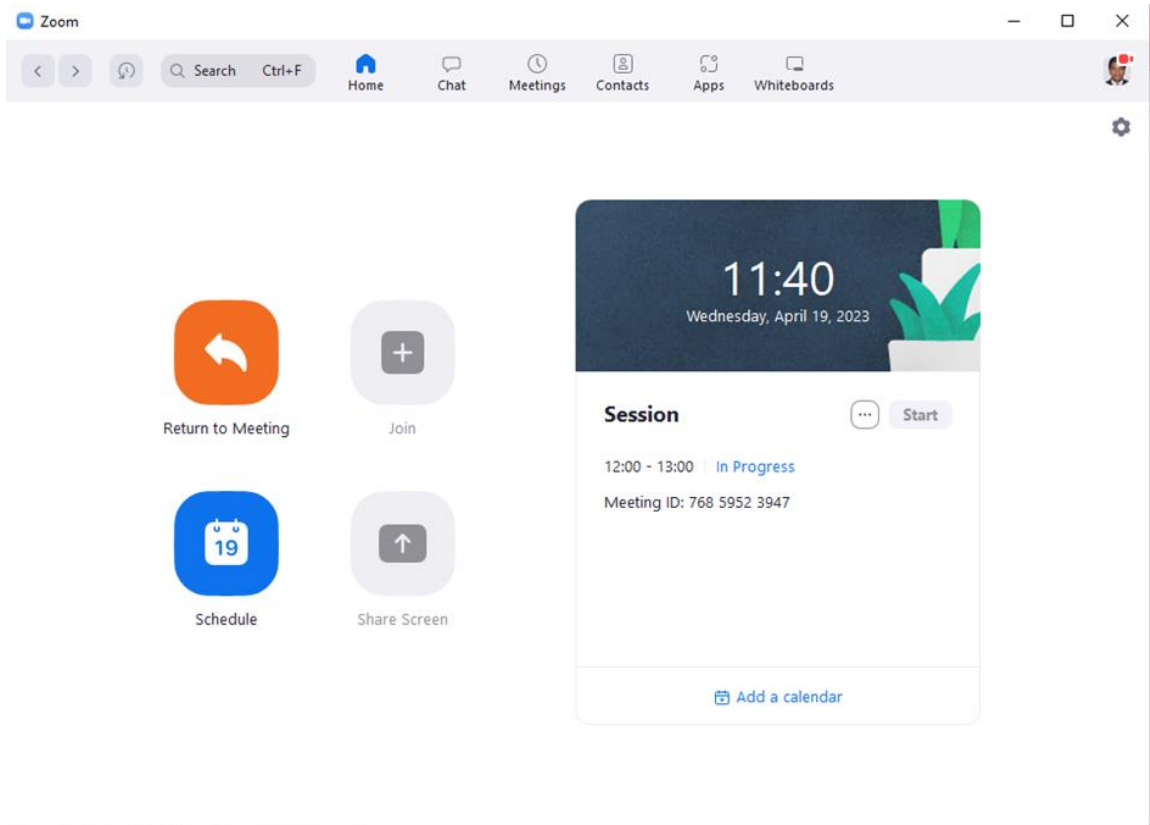 Zoom
Search Ctrl+F
Home
Chat
Meetings
Contacts
Apps
Whiteboards
Return to Meeting
Join
19
Schedule
Share Screen
11:40
Wednesday, April 19, 2023
Session
... Start
12:00 - 13:00 In Progress
Meeting ID: 768 5952 3947
Add a calendar